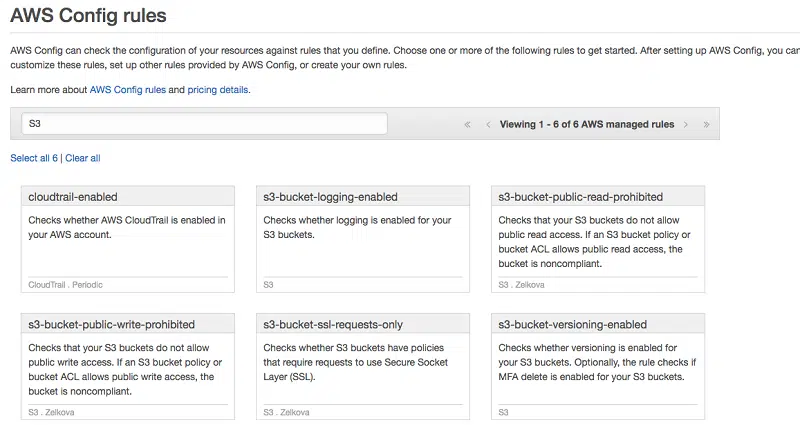 AWS Config rules
AWS Config can check the configuration of your resources against rules that you define. Choose one or more of the following rules to get started. After setting up AWS Config, you can
customize these rules, set up other rules provided by AWS Config, or create your own rules.
Learn more about AWS Config rules and pricing details.
S3
« ‹ Viewing 1 - 6 of 6 AWS managed rules › »
Select all 6 | Clear all
cloudtrail-enabled
Checks whether AWS CloudTrail is enabled in
your AWS account.
CloudTrail . Periodic
s3-bucket-logging-enabled
Checks whether logging is enabled for your
S3 buckets.
S3
s3-bucket-public-read-prohibited
Checks that your S3 buckets do not allow
public read access. If an S3 bucket policy or
bucket ACL allows public read access, the
bucket is noncompliant.
S3 . Zelkova
s3-bucket-public-write-prohibited
Checks that your S3 buckets do not allow
public write access. If an S3 bucket policy or
bucket ACL allows public write access, the
bucket is noncompliant.
S3 . Zelkova
s3-bucket-ssl-requests-only
Checks whether S3 buckets have policies
that require requests to use Secure Socket
Layer (SSL).
S3 . Zelkova
s3-bucket-versioning-enabled
Checks whether versioning is enabled for
your S3 buckets. Optionally, the rule checks if
MFA delete is enabled for your S3 buckets.
S3